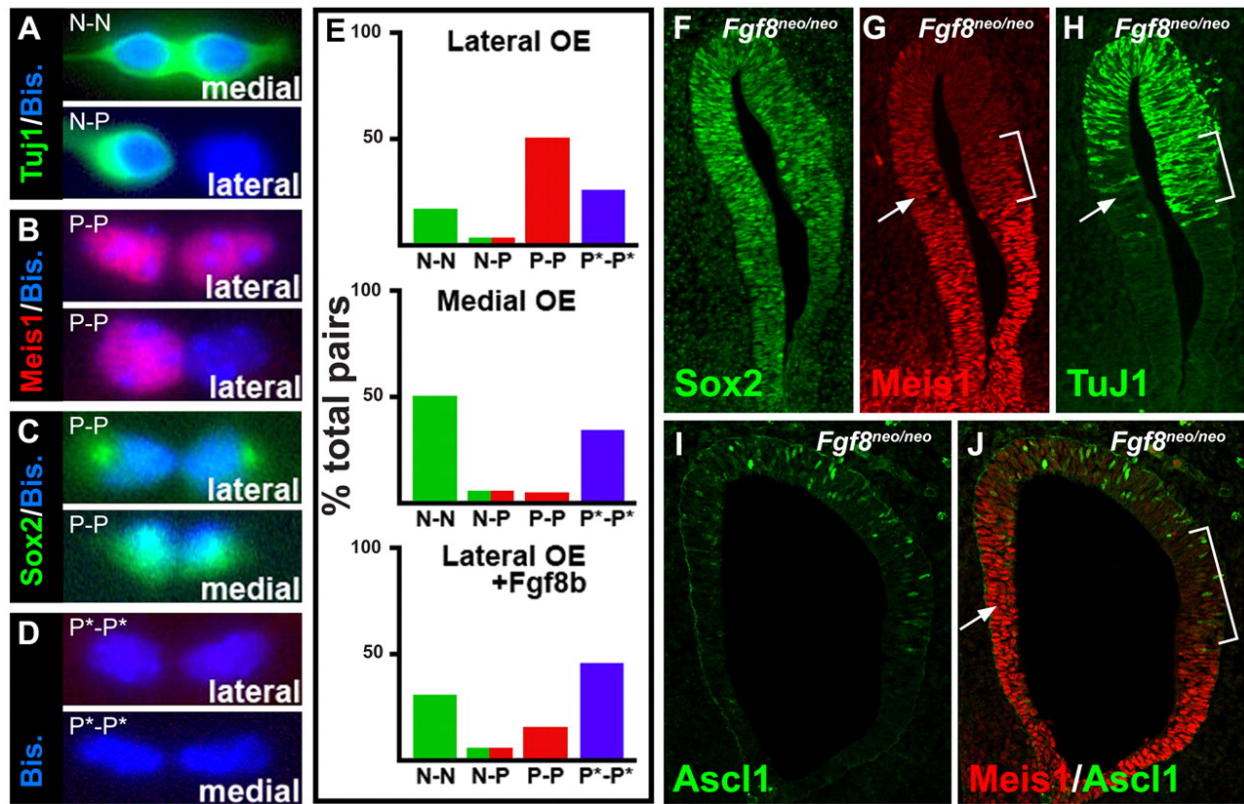 A
Tuj1/Bis.
N-N
medial
N-P
lateral
B
Meis1/Bis.
P-P
lateral
P-P
lateral
C
Sox2/Bis.
P-P
lateral
P-P
medial
D
Bis.
P*-P*
lateral
P*-P*
medial
E
% total pairs
100
Lateral OE
50
N-N N-P P-P P*-P*
100
Medial OE
50
N-N N-P P-P P*-P*
100
Lateral OE
+Fgf8b
50
N-N N-P P-P P*-P*
F
Fgf8neo/neo
Sox2
G
Fgf8neo/neo
Meis1
H
Fgf8neo/neo
TuJ1
I
Fgf8neo/neo
Ascl1
J
Fgf8neo/neo
Meis1/Ascl1